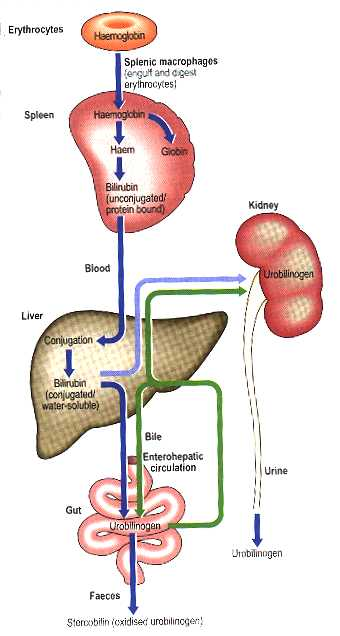 Erythrocytes
Haemoglobin
Splenic macrophages
(engulf and digest
erythrocytes)
Spleen
Haemoglobin
Haem
Globin
Bilirubin
(unconjugated/
protein bound)
Kidney
Urobilinogen
Blood
Liver
Conjugation
Bilirubin
(conjugated/
water-soluble)
Bile
Enterohepatic
circulation
Urine
Gut
Urobilinogen
Urobilinogen
Faeces
Stercobilin (oxidised urobilinogen)